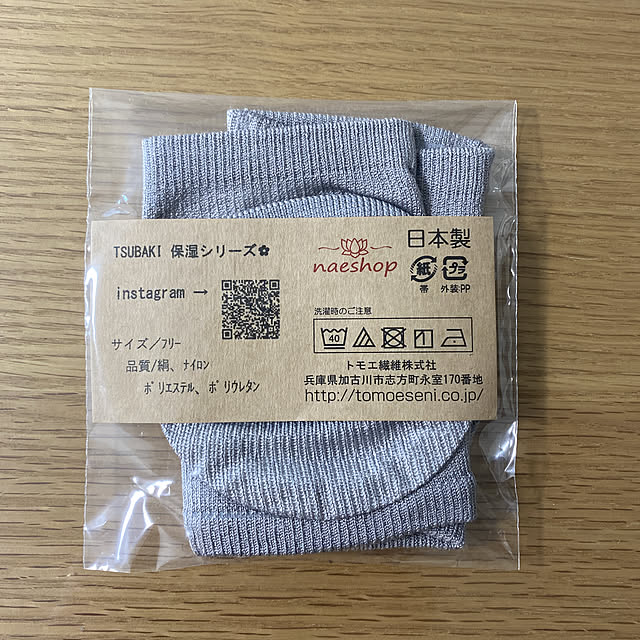 TSUBAKI 保湿シリーズ✿
instagram →
サイズ/フリー
品質/絹、ナイロン
ポリエステル、ポリウレタン
naeshop
日本製
紙
帯
プラ
外装:PP
洗濯時のご注意
40
トモエ繊維株式会社
兵庫県加古川市志方町永室170番地
http://tomoeseni.co.jp/